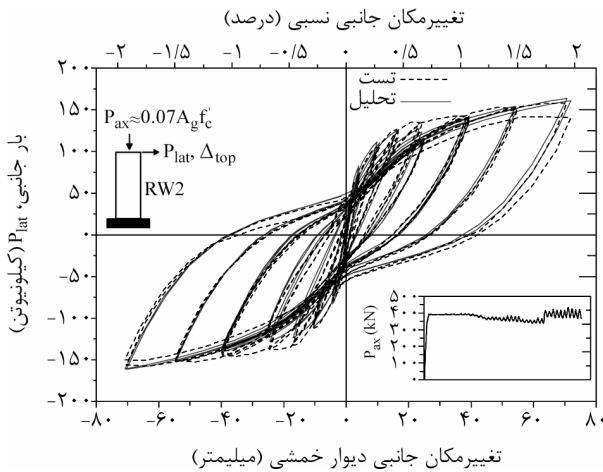 تغییرمکان جانبی نسبی (درصد)
-۲ -۱/۵ -۱ -۰/۵ ۰ ۰/۵ ۱ ۱/۵ ۲
۲۰۰
۱۵۰
۱۰۰
۵۰
۰
-۵۰
-۱۰۰
-۱۵۰
-۲۰۰
بار جانبی، Plat (کیلونیوتن)
تست
تحلیل
Pax≈0.07Agf'c
Plat, Δtop
RW2
Pax (kN)
۵۰۰
۴۰۰
۳۰۰
۲۰۰
۱۰۰
۰
-۸۰ -۶۰ -۴۰ -۲۰ ۰ ۲۰ ۴۰ ۶۰ ۸۰
تغییرمکان جانبی دیوار خمشی (میلیمتر)